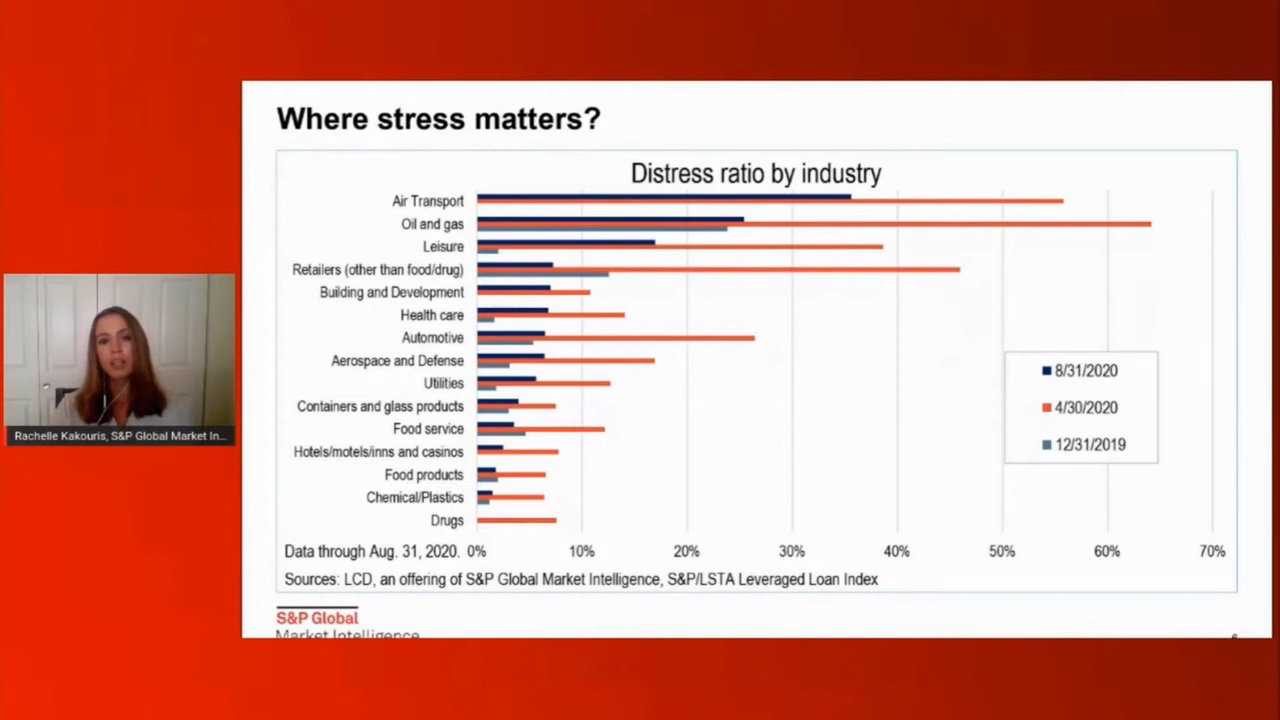 Where stress matters?
Distress ratio by industry
Air Transport
Oil and gas
Leisure
Retailers (other than food/drug)
Building and Development
Health care
Automotive
Aerospace and Defense
Utilities
Containers and glass products
Food service
Hotels/motels/inns and casinos
Food products
Chemical/Plastics
Drugs
8/31/2020
4/30/2020
12/31/2019
Data through Aug. 31, 2020. 0% 10% 20% 30% 40% 50% 60% 70%
Sources: LCD, an offering of S&P Global Market Intelligence, S&P/LSTA Leveraged Loan Index
S&P Global
Market Intelligence
Rachelle Kakouris, S&P Global Market In...